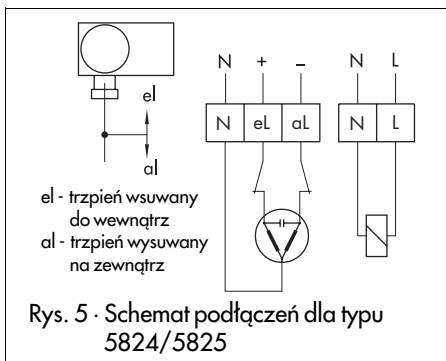 el
al
el - trzpień wsuwany
do wewnątrz
al - trzpień wysuwany
na zewnątrz
N + – N L
N eL aL N L
Rys. 5 · Schemat podłączeń dla typu
5824/5825